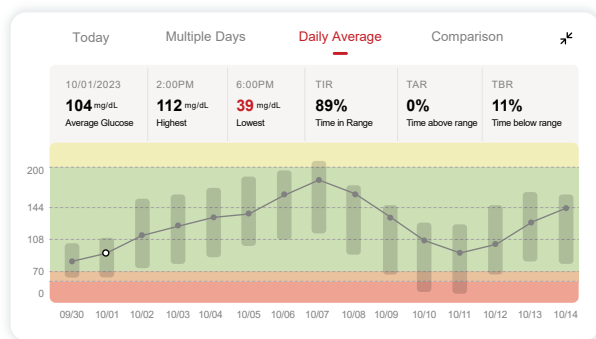 Today Multiple Days Daily Average Comparison
10/01/2023 2:00PM 6:00PM TIR TAR TBR
104 mg/dL 112 mg/dL 39 mg/dL 89% 0% 11%
Average Glucose Highest Lowest Time in Range Time above range Time below range
200
144
108
70
0
09/30 10/01 10/02 10/03 10/04 10/05 10/06 10/07 10/08 10/09 10/10 10/11 10/12 10/13 10/14